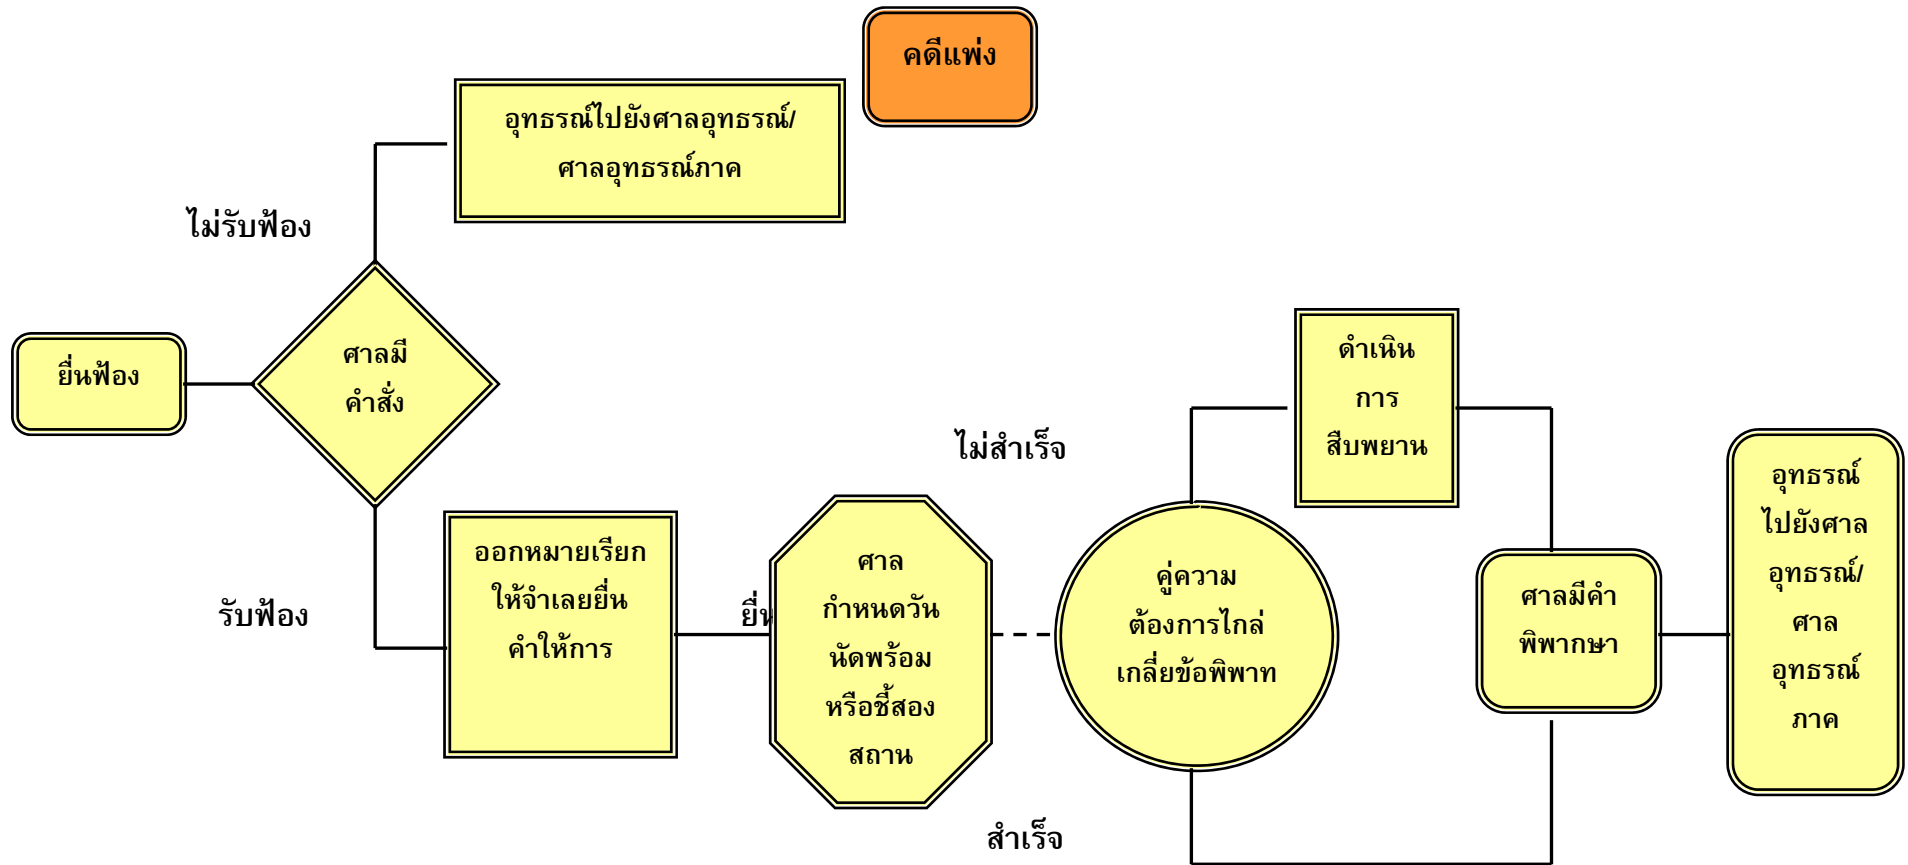 คดีแพ่ง
อุทธรณ์ไปยังศาลอุทธรณ์/
ศาลอุทธรณ์ภาค
ไม่รับฟ้อง
ยื่นฟ้อง
ศาลมี
คำสั่ง
รับฟ้อง
ออกหมายเรียก
ให้จำเลยยื่น
คำให้การ
ศาล
กำหนดวัน
นัดพร้อม
หรือชี้สอง
สถาน
ไม่สำเร็จ
คู่ความ
ต้องการไกล่
เกลี่ยข้อพิพาท
สำเร็จ
ดำเนิน
การ
สืบพยาน
ศาลมีคำ
พิพากษา
อุทธรณ์
ไปยังศาล
อุทธรณ์/
ศาล
อุทธรณ์
ภาค